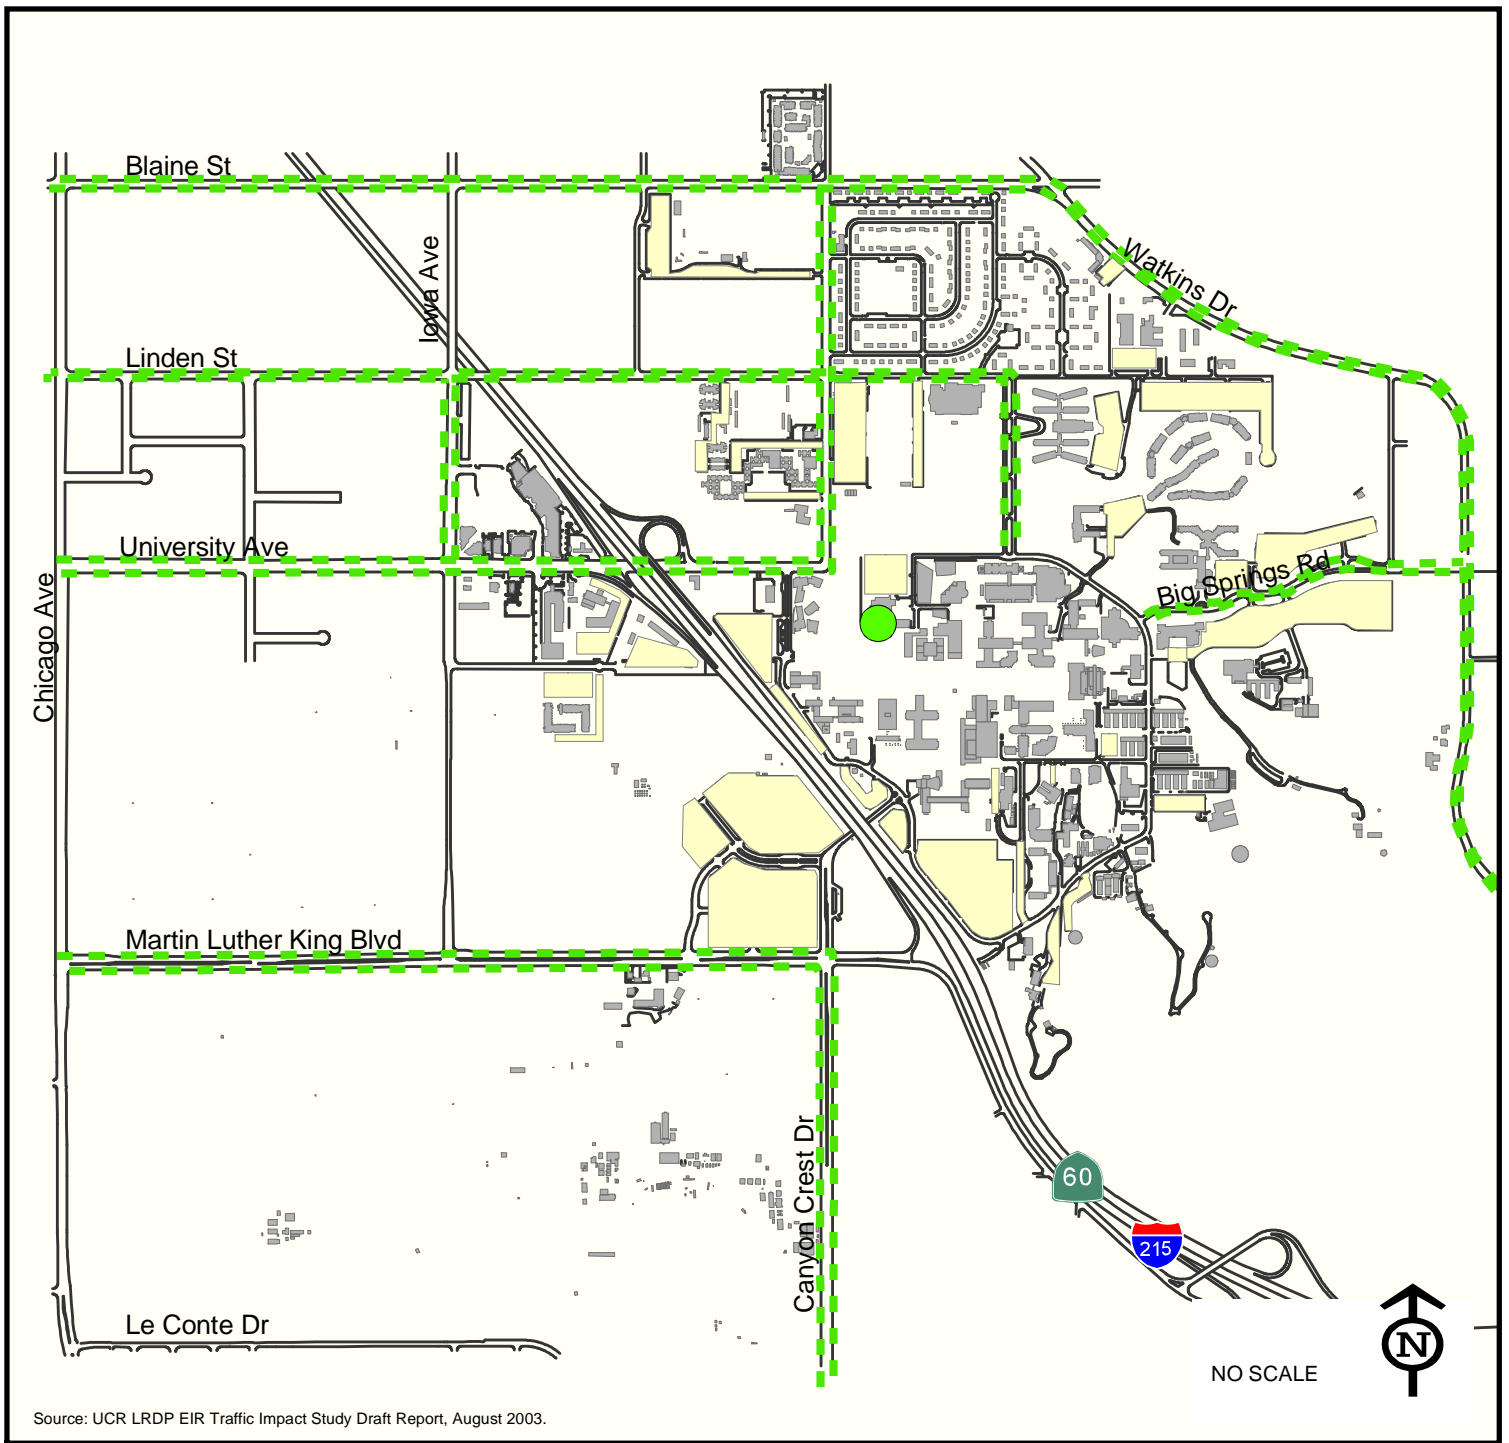 Blaine St
Iowa Ave
Watkins Dr
Linden St
University Ave
Big Springs Rd
Chicago Ave
Martin Luther King Blvd
Canyon Crest Dr
60
215
Le Conte Dr
N
NO SCALE
Source: UCR LRDP EIR Traffic Impact Study Draft Report, August 2003.